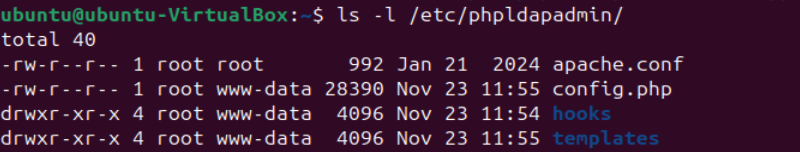 ubuntu@ubuntu-VirtualBox:~$ ls -l /etc/phpldapadmin/
total 40
-rw-r--r-- 1 root root       992 Jan 21  2024 apache.conf
-rw-r--r-- 1 root www-data 28390 Nov 23 11:55 config.php
drwxr-xr-x 4 root www-data  4096 Nov 23 11:54 hooks
drwxr-xr-x 4 root www-data  4096 Nov 23 11:55 templates